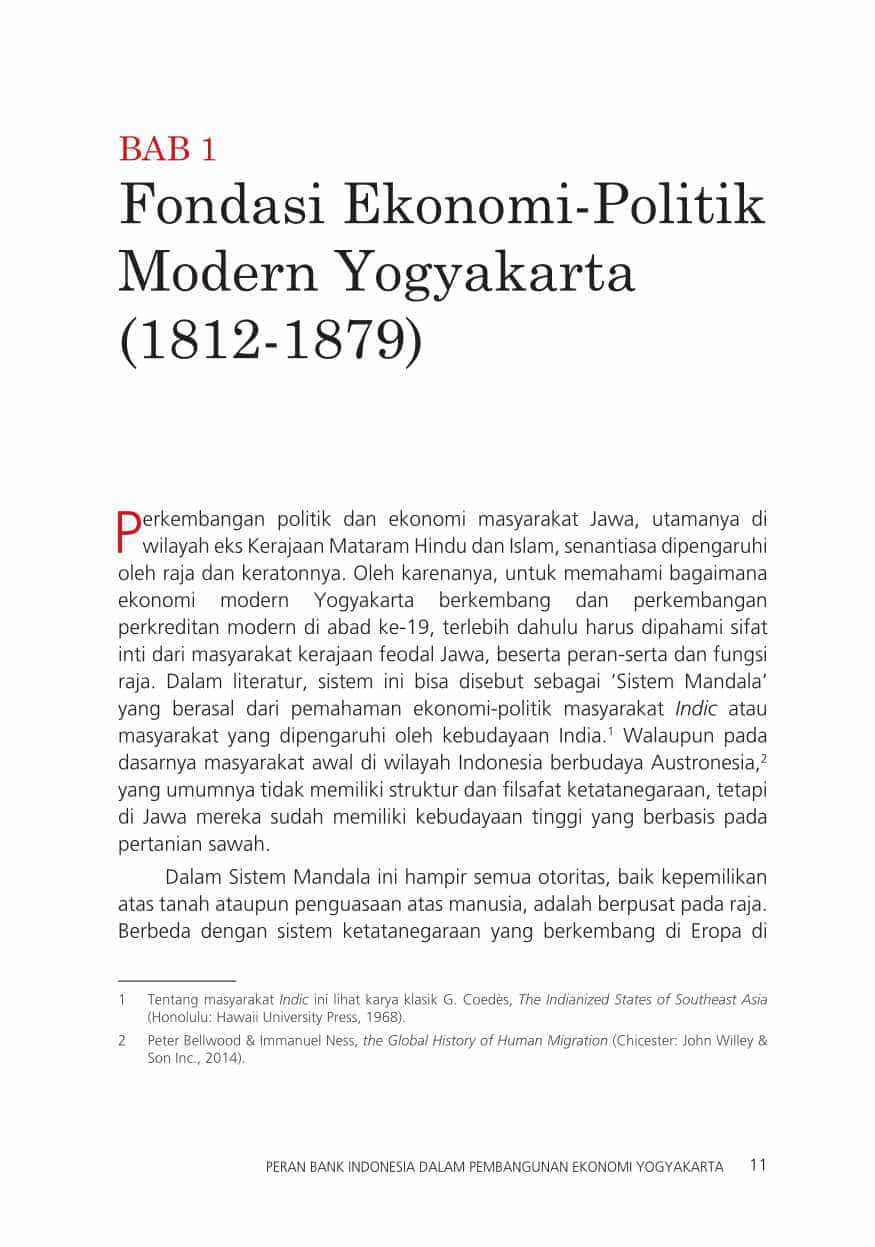 BAB 1
Fondasi Ekonomi-Politik
Modern Yogyakarta
(1812-1879)
Perkembangan politik dan ekonomi masyarakat Jawa, utamanya di
wilayah eks Kerajaan Mataram Hindu dan Islam, senantiasa dipengaruhi
oleh raja dan keratonnya. Oleh karenanya, untuk memahami bagaimana
ekonomi modern Yogyakarta berkembang dan perkembangan
perkreditan modern di abad ke-19, terlebih dahulu harus dipahami sifat
inti dari masyarakat kerajaan feodal Jawa, beserta peran-serta dan fungsi
raja. Dalam literatur, sistem ini bisa disebut sebagai ‘Sistem Mandala’
yang berasal dari pemahaman ekonomi-politik masyarakat Indic atau
masyarakat yang dipengaruhi oleh kebudayaan India.¹ Walaupun pada
dasarnya masyarakat awal di wilayah Indonesia berbudaya Austronesia,²
yang umumnya tidak memiliki struktur dan filsafat ketatanegaraan, tetapi
di Jawa mereka sudah memiliki kebudayaan tinggi yang berbasis pada
pertanian sawah.
Dalam Sistem Mandala ini hampir semua otoritas, baik kepemilikan
atas tanah ataupun penguasaan atas manusia, adalah berpusat pada raja.
Berbeda dengan sistem ketatanegaraan yang berkembang di Eropa di
1 Tentang masyarakat Indic ini lihat karya klasik G. Coedès, The Indianized States of Southeast Asia
(Honolulu: Hawaii University Press, 1968).
2 Peter Bellwood & Immanuel Ness, the Global History of Human Migration (Chicester: John Willey &
Son Inc., 2014).
PERAN BANK INDONESIA DALAM PEMBANGUNAN EKONOMI YOGYAKARTA 11